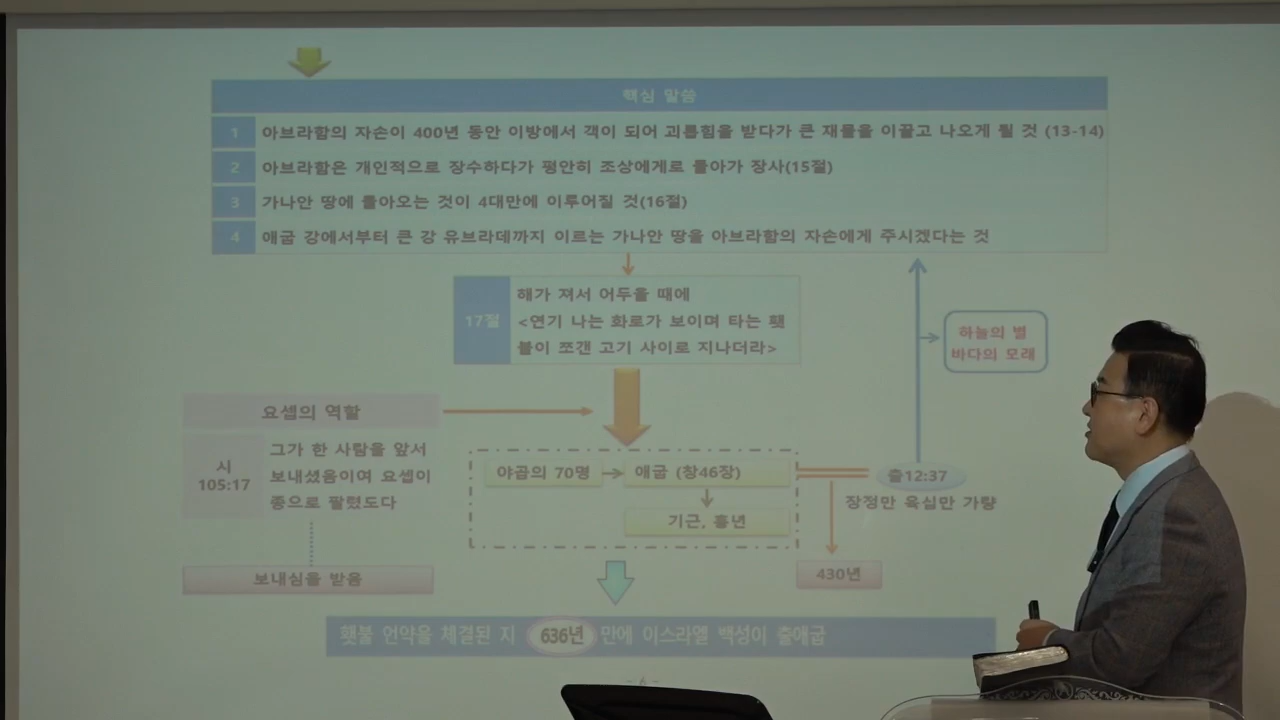 핵심 말씀
1 아브라함의 자손이 400년 동안 이방에서 객이 되어 괴롭힘을 받다가 큰 재물을 이끌고 나오게 될 것 (13-14)
2 아브라함은 개인적으로 장수하다가 평안히 조상에게로 돌아가 장사(15절)
3 가나안 땅에 돌아오는 것이 4대만에 이루어질 것(16절)
4 애굽 강에서부터 큰 강 유브라데까지 이르는 가나안 땅을 아브라함의 자손에게 주시겠다는 것
17절
해가 져서 어두울 때에
<연기 나는 화로가 보이며 타는 횃
불이 쪼갠 고기 사이로 지나더라>
하늘의 별
바다의 모래
요셉의 역할
시
105:17
그가 한 사람을 앞서
보내셨음이여 요셉이
종으로 팔렸도다
보내심을 받음
야곱의 70명
애굽 (창46장)
기근, 흉년
출12:37
장정만 육십만 가량
430년
횃불 언약을 체결된 지 636년 만에 이스라엘 백성이 출애굽